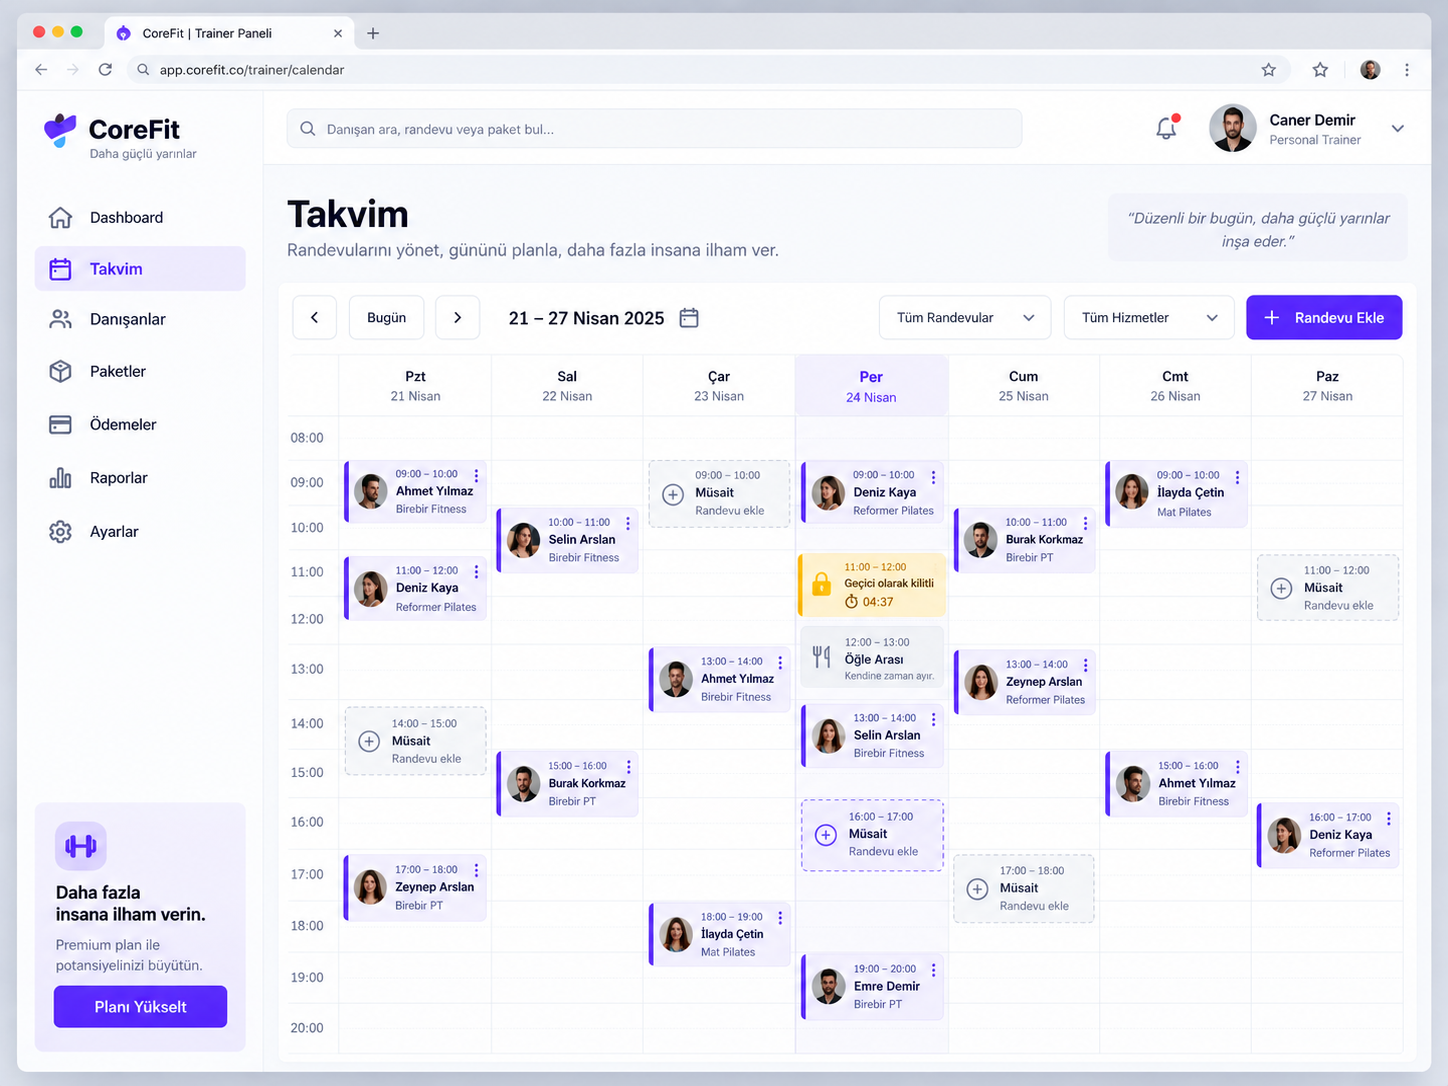 CoreFit | Trainer Paneli
app.corefit.co/trainer/calendar
CoreFit
Daha güçlü yarınlar
Danışan ara, randevu veya paket bul...
Caner Demir
Personal Trainer
Dashboard
Takvim
Danışanlar
Paketler
Ödemeler
Raporlar
Ayarlar
Daha fazla
insana ilham verin.
Premium plan ile
potansiyelinizi büyütün.
Planı Yükselt
Takvim
Randevularını yönet, gününü planla, daha fazla insana ilham ver.
“Düzenli bir bugün, daha güçlü yarınlar
inşa eder.”
Bugün
21 – 27 Nisan 2025
Tüm Randevular
Tüm Hizmetler
Randevu Ekle
Pzt
21 Nisan
Sal
22 Nisan
Çar
23 Nisan
Per
24 Nisan
Cum
25 Nisan
Cmt
26 Nisan
Paz
27 Nisan
08:00
09:00
10:00
11:00
12:00
13:00
14:00
15:00
16:00
17:00
18:00
19:00
20:00
09:00 – 10:00
Ahmet Yılmaz
Birebir Fitness
11:00 – 12:00
Deniz Kaya
Reformer Pilates
14:00 – 15:00
Müsait
Randevu ekle
17:00 – 18:00
Zeynep Arslan
Birebir PT
10:00 – 11:00
Selin Arslan
Birebir Fitness
15:00 – 16:00
Burak Korkmaz
Birebir PT
09:00 – 10:00
Müsait
Randevu ekle
13:00 – 14:00
Ahmet Yılmaz
Birebir Fitness
18:00 – 19:00
İlayda Çetin
Mat Pilates
09:00 – 10:00
Deniz Kaya
Reformer Pilates
11:00 – 12:00
Geçici olarak kilitli
04:37
12:00 – 13:00
Öğle Arası
Kendine zaman ayır.
13:00 – 14:00
Selin Arslan
Birebir Fitness
16:00 – 17:00
Müsait
Randevu ekle
19:00 – 20:00
Emre Demir
Birebir PT
10:00 – 11:00
Burak Korkmaz
Birebir PT
13:00 – 14:00
Zeynep Arslan
Reformer Pilates
17:00 – 18:00
Müsait
Randevu ekle
09:00 – 10:00
İlayda Çetin
Mat Pilates
15:00 – 16:00
Ahmet Yılmaz
Birebir Fitness
11:00 – 12:00
Müsait
Randevu ekle
16:00 – 17:00
Deniz Kaya
Reformer Pilates